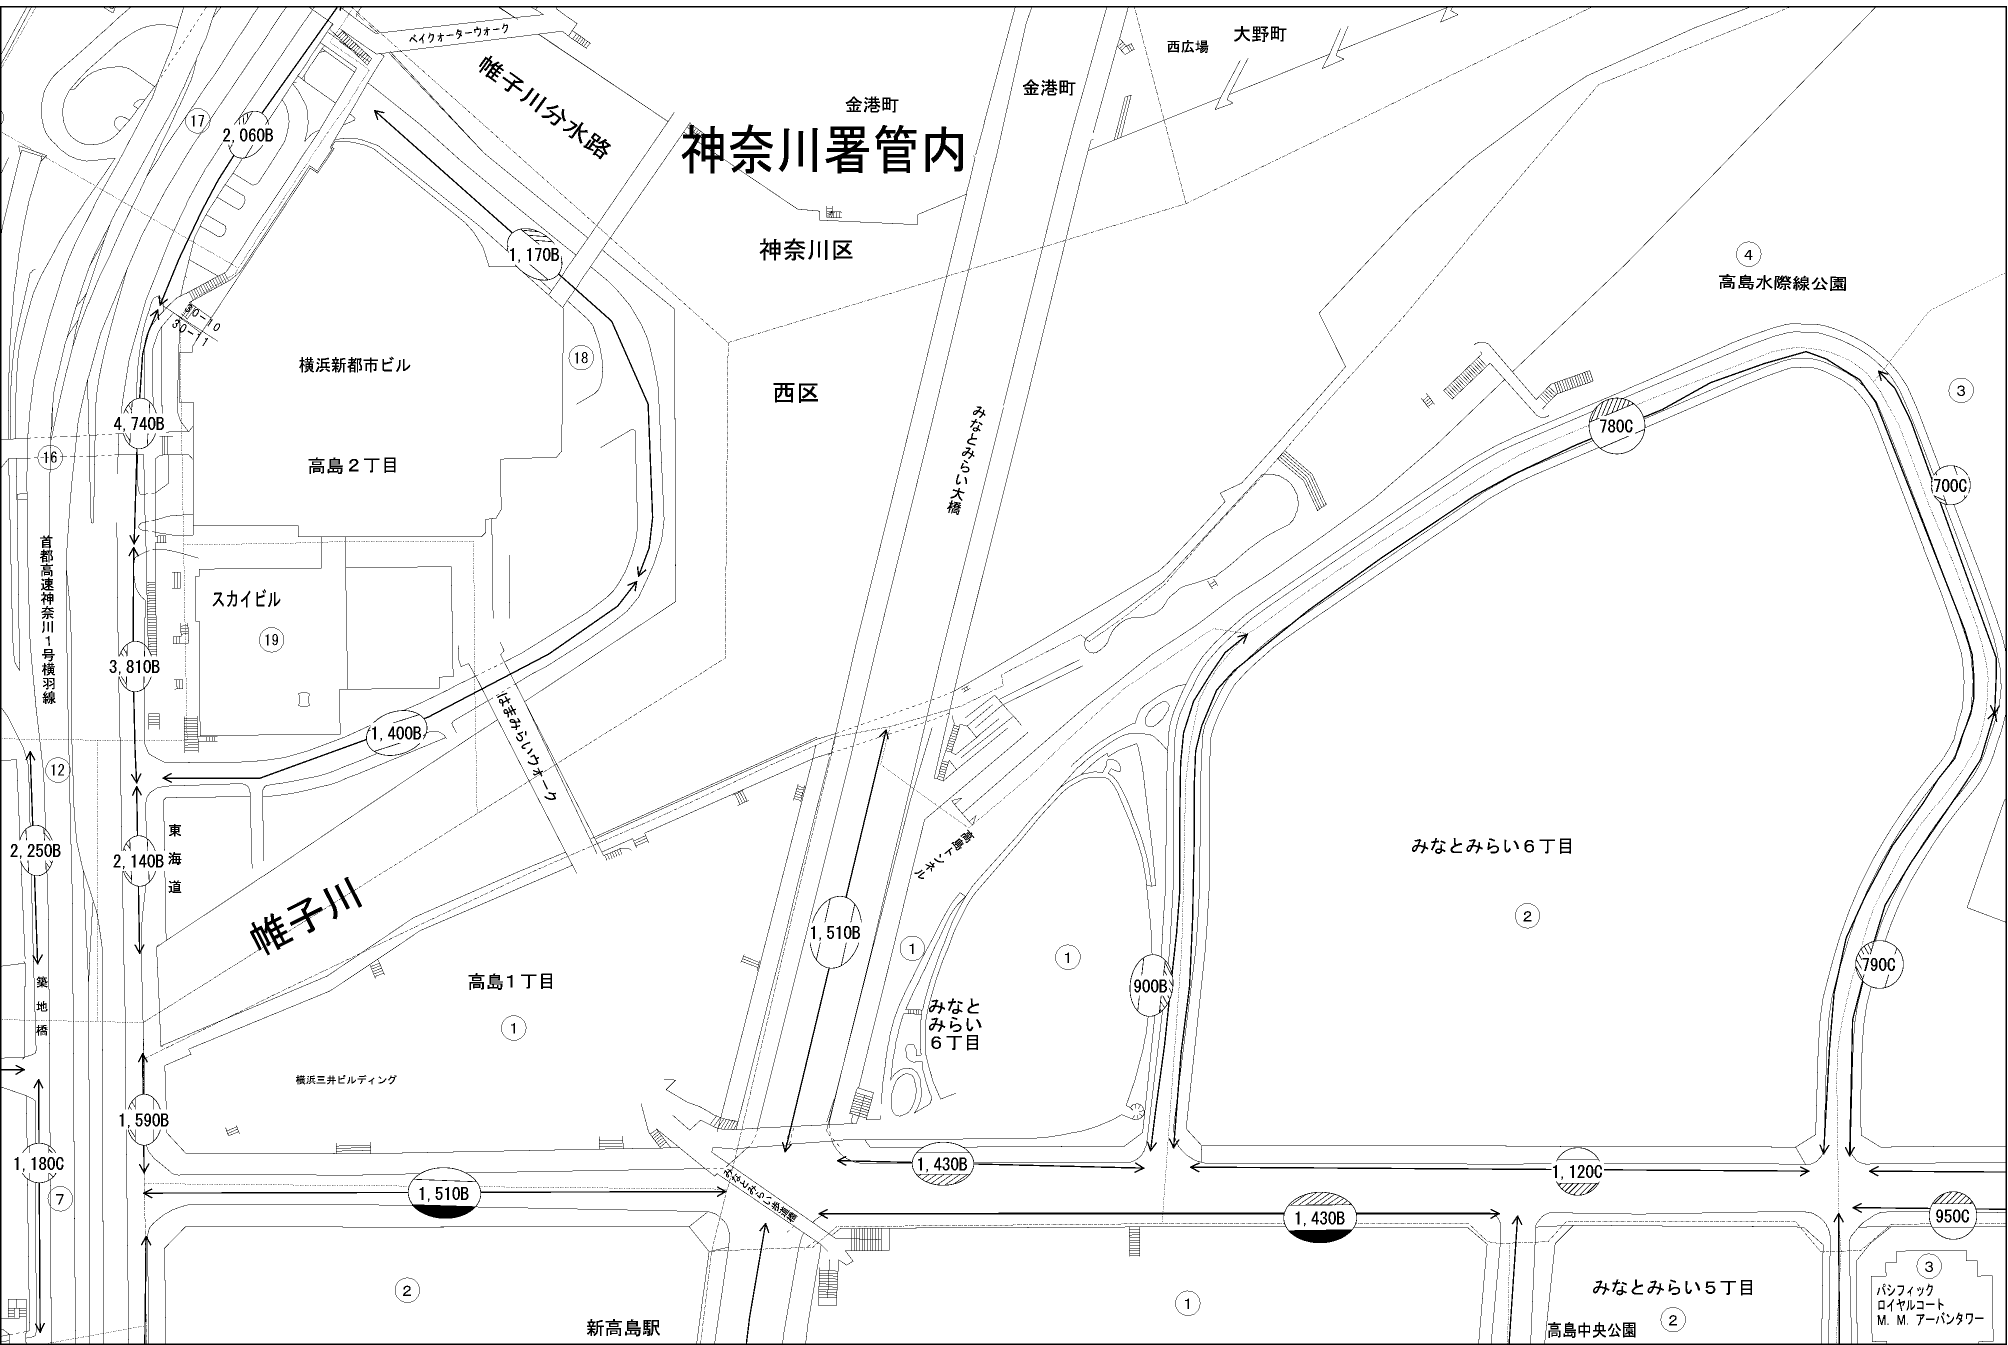 ベイクォーターウォーク
帷子川分水路
西広場
大野町
金港町
金港町
神奈川署管内
⑰
2,060B
1,170B
神奈川区
④
高島水際線公園
30-10
30-11
横浜新都市ビル
⑱
西区
③
みなとみらい大橋
4,740B
780C
⑯
高島２丁目
700C
首都高速神奈川１号横羽線
スカイビル
⑲
3,810B
はまみらいウォーク
1,400B
⑫
東海道
2,250B
2,140B
高島トンネル
みなとみらい６丁目
②
帷子川
1,510B
①
①
790C
築地橋
高島１丁目
①
900B
みなと
みらい
６丁目
横浜三井ビルディング
1,590B
1,180C
⑦
1,430B
1,120C
1,510B
みなとみらい歩道橋
1,430B
950C
②
①
みなとみらい５丁目
②
③
パシフィック
ロイヤルコート
M．M．アーバンタワー
新高島駅
高島中央公園